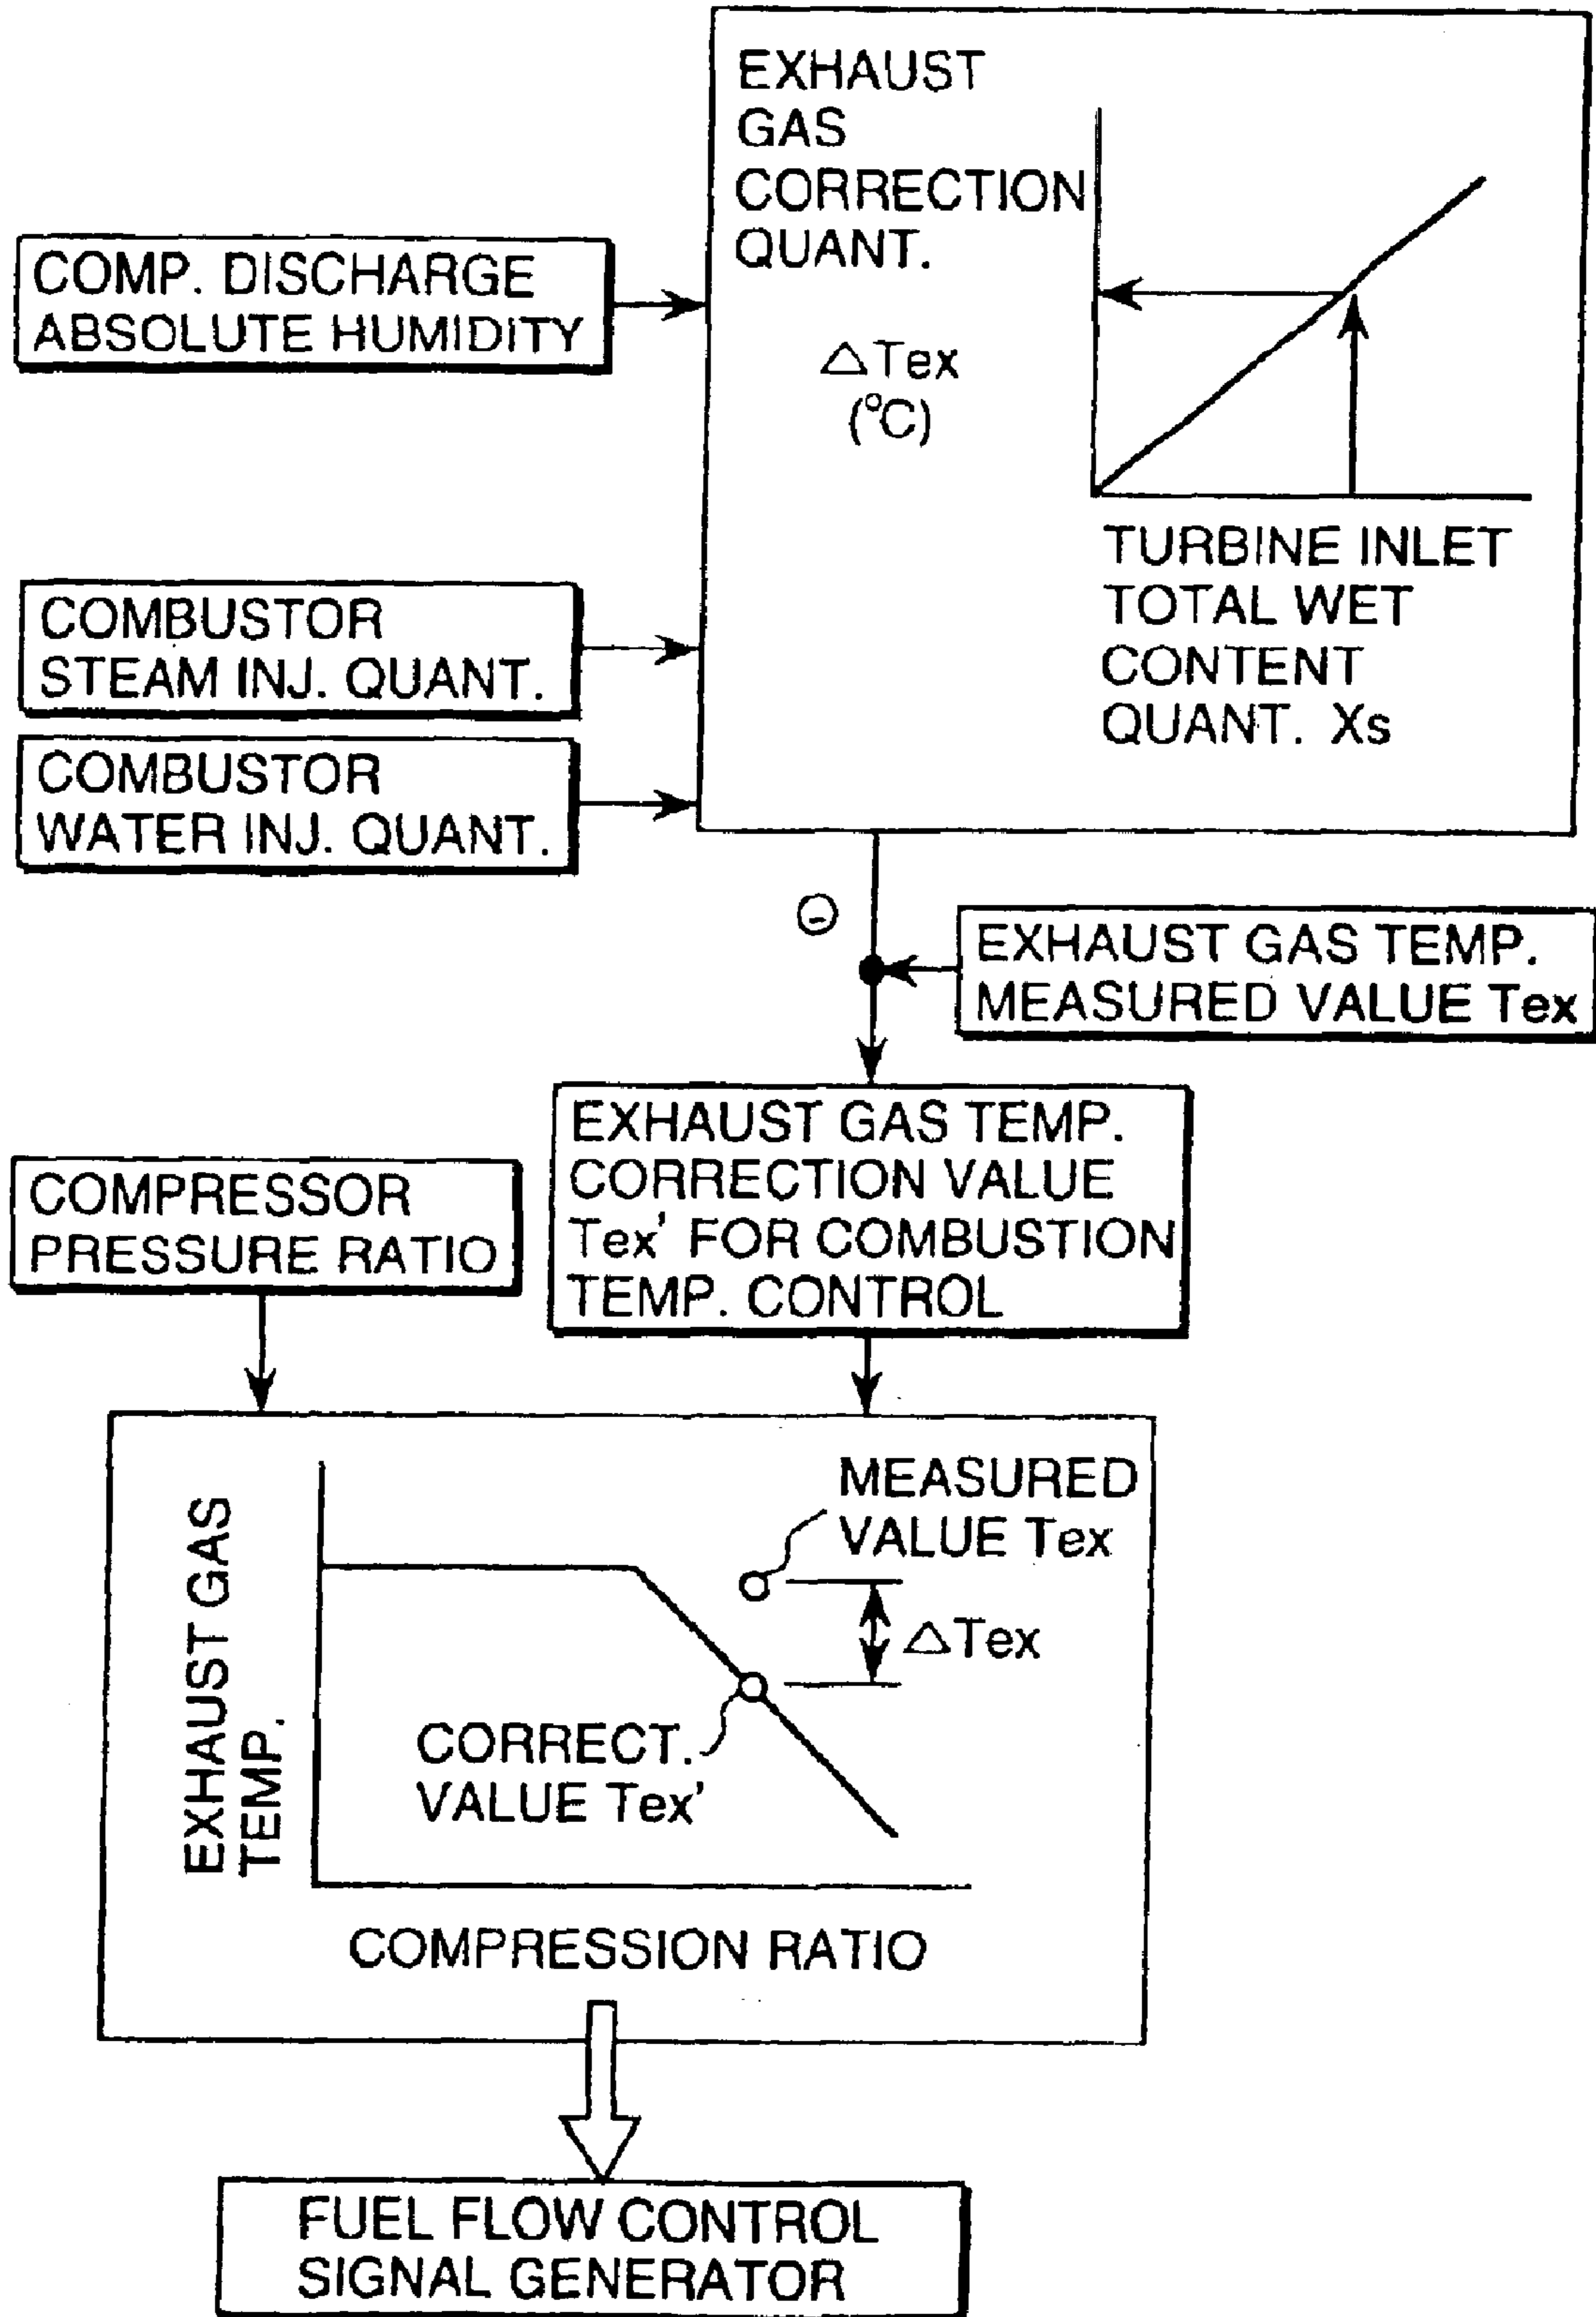 EXHAUST
GAS
CORRECTION
QUANT.
△Tex
(°C)
TURBINE INLET
TOTAL WET
CONTENT
QUANT. Xs
COMP. DISCHARGE
ABSOLUTE HUMIDITY
COMBUSTOR
STEAM INJ. QUANT.
COMBUSTOR
WATER INJ. QUANT.
⊖
EXHAUST GAS TEMP.
MEASURED VALUE Tex
EXHAUST GAS TEMP.
CORRECTION VALUE
Tex' FOR COMBUSTION
TEMP. CONTROL
COMPRESSOR
PRESSURE RATIO
EXHAUST GAS
TEMP.
MEASURED
VALUE Tex
△Tex
CORRECT.
VALUE Tex'
COMPRESSION RATIO
FUEL FLOW CONTROL
SIGNAL GENERATOR